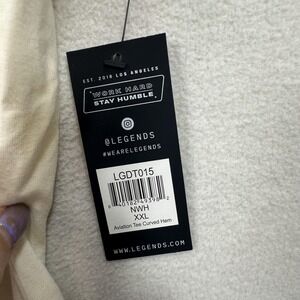 EST. 2018 LOS ANGELES
WORK HARD
STAY HUMBLE.
@LEGENDS
#WEARELEGENDS
LGDT015
NWH
XXL
Aviation Tee Curved Hem
WWW.LEGENDS.COM